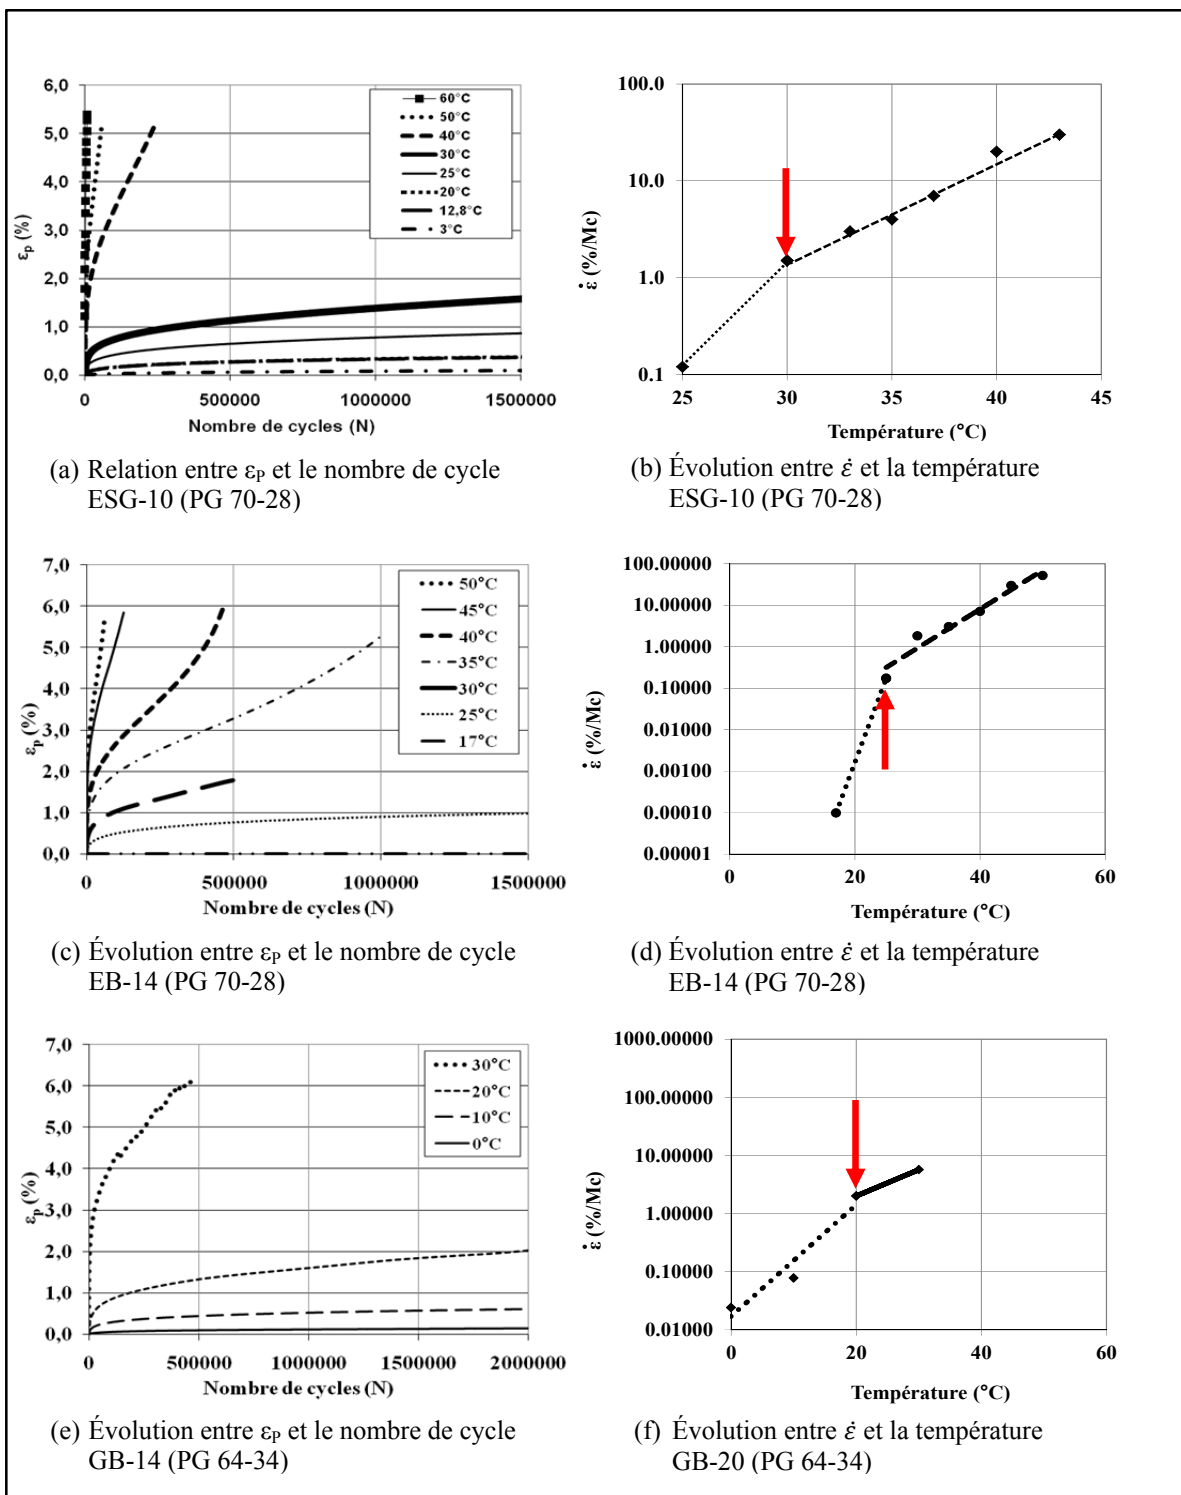 6,0
5,0
4,0
3,0
2,0
1,0
0,0
εp (%)
0 500000 1000000 1500000
Nombre de cycles (N)
60°C
50°C
40°C
30°C
25°C
20°C
12,8°C
3°C
100.0
10.0
1.0
0.1
ε̇ (%/Mc)
25 30 35 40 45
Température (°C)
(a) Relation entre εP et le nombre de cycle
ESG-10 (PG 70-28)
(b) Évolution entre ε̇ et la température
ESG-10 (PG 70-28)
7,0
6,0
5,0
4,0
3,0
2,0
1,0
0,0
εp (%)
0 500000 1000000 1500000
Nombre de cycles (N)
50°C
45°C
40°C
35°C
30°C
25°C
17°C
100.00000
10.00000
1.00000
0.10000
0.01000
0.00100
0.00010
0.00001
ε̇ (%/Mc)
0 20 40 60
Température (°C)
(c) Évolution entre εP et le nombre de cycle
EB-14 (PG 70-28)
(d) Évolution entre ε̇ et la température
EB-14 (PG 70-28)
7,0
6,0
5,0
4,0
3,0
2,0
1,0
0,0
εp (%)
0 500000 1000000 1500000 2000000
Nombre de cycles (N)
30°C
20°C
10°C
0°C
1000.00000
100.00000
10.00000
1.00000
0.10000
0.01000
ε̇ (%/Mc)
0 20 40 60
Température (°C)
(e) Évolution entre εP et le nombre de cycle
GB-14 (PG 64-34)
(f) Évolution entre ε̇ et la température
GB-20 (PG 64-34)